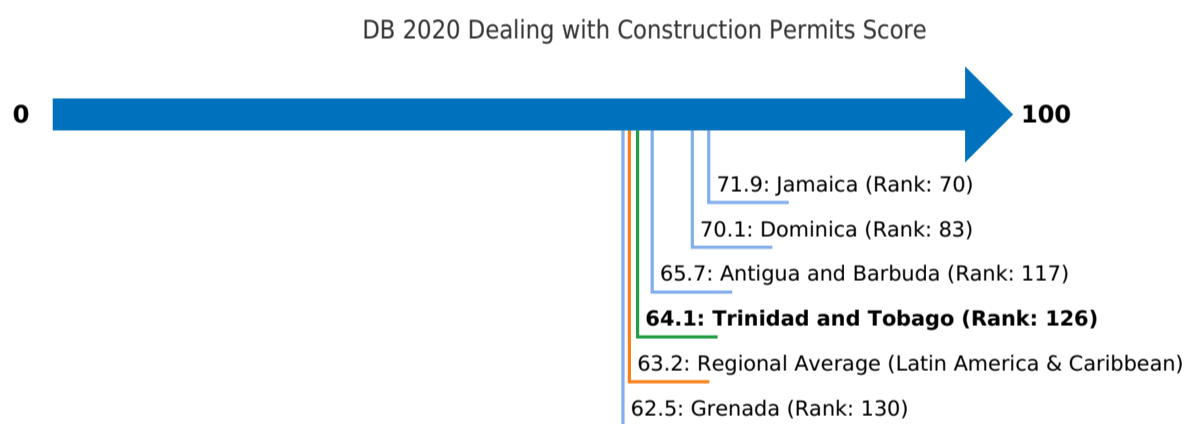 DB 2020 Dealing with Construction Permits Score
0
100
71.9: Jamaica (Rank: 70)
70.1: Dominica (Rank: 83)
65.7: Antigua and Barbuda (Rank: 117)
64.1: Trinidad and Tobago (Rank: 126)
63.2: Regional Average (Latin America & Caribbean)
62.5: Grenada (Rank: 130)